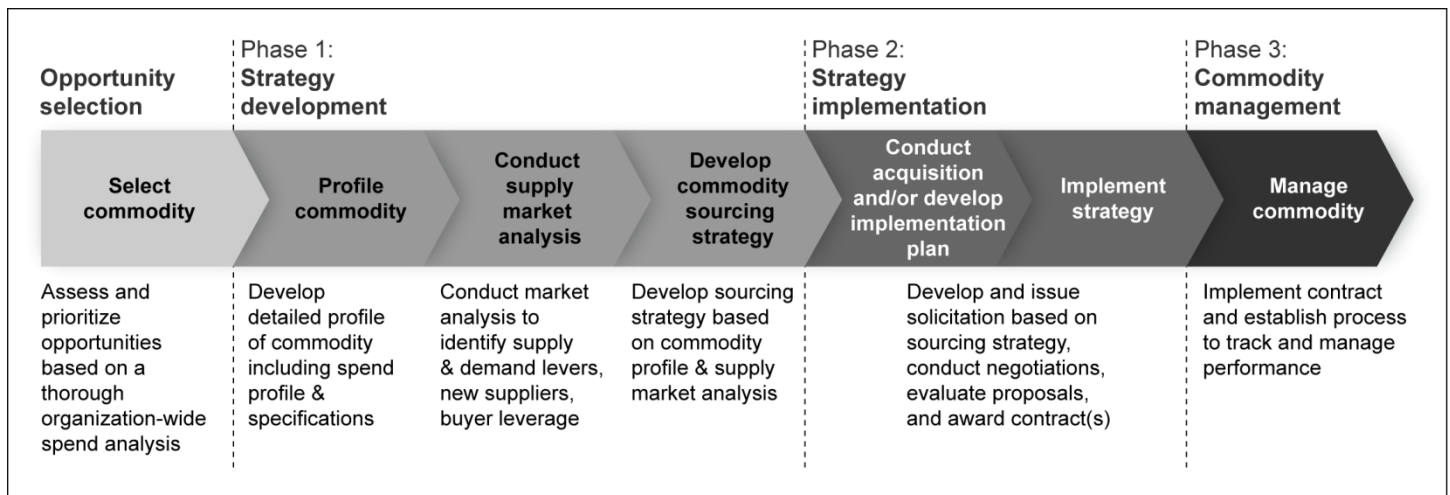 Opportunity
selection
Phase 1:
Strategy
development
Phase 2:
Strategy
implementation
Phase 3:
Commodity
management
Select
commodity
Profile
commodity
Conduct
supply
market
analysis
Develop
commodity
sourcing
strategy
Conduct
acquisition
and/or develop
implementation
plan
Implement
strategy
Manage
commodity
Assess and
prioritize
opportunities
based on a
thorough
organization-wide
spend analysis
Develop
detailed profile
of commodity
including spend
profile &
specifications
Conduct market
analysis to
identify supply
& demand levers,
new suppliers,
buyer leverage
Develop sourcing
strategy based
on commodity
profile & supply
market analysis
Develop and issue
solicitation based on
sourcing strategy,
conduct negotiations,
evaluate proposals,
and award contract(s)
Implement contract
and establish process
to track and manage
performance